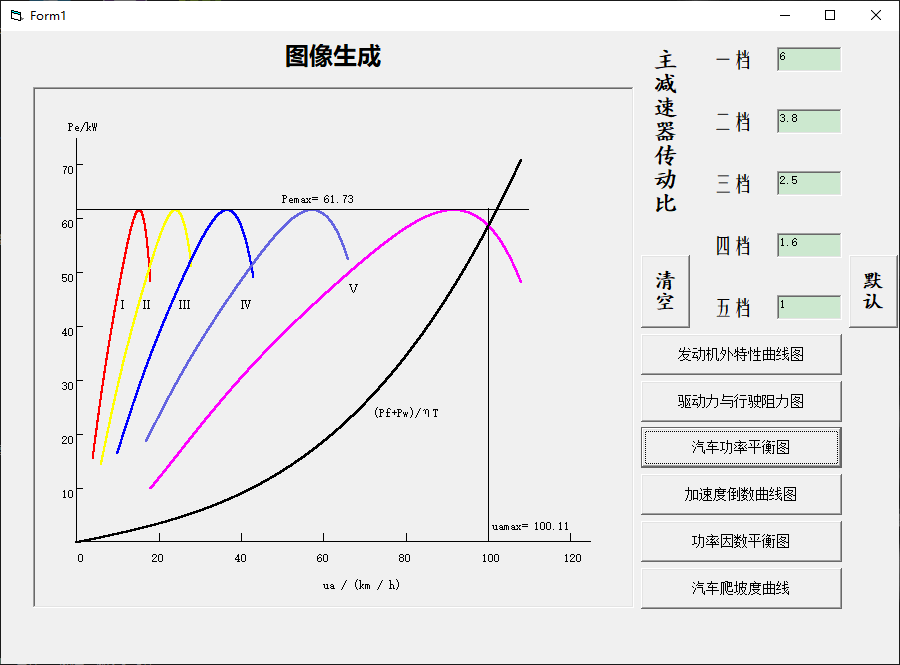 Form1
图像生成
Pe/kW
70
60
50
40
30
20
10
0
20
40
60
80
100
120
ua / (km / h)
Pemax= 61.73
I
II
III
IV
V
(Pf+Pw)/ηT
uamax= 100.11
主减速器传动比
一档
6
二档
3.8
三档
2.5
四档
1.6
五档
1
清空
默认
发动机外特性曲线图
驱动力与行驶阻力图
汽车功率平衡图
加速度倒数曲线图
功率因数平衡图
汽车爬坡度曲线